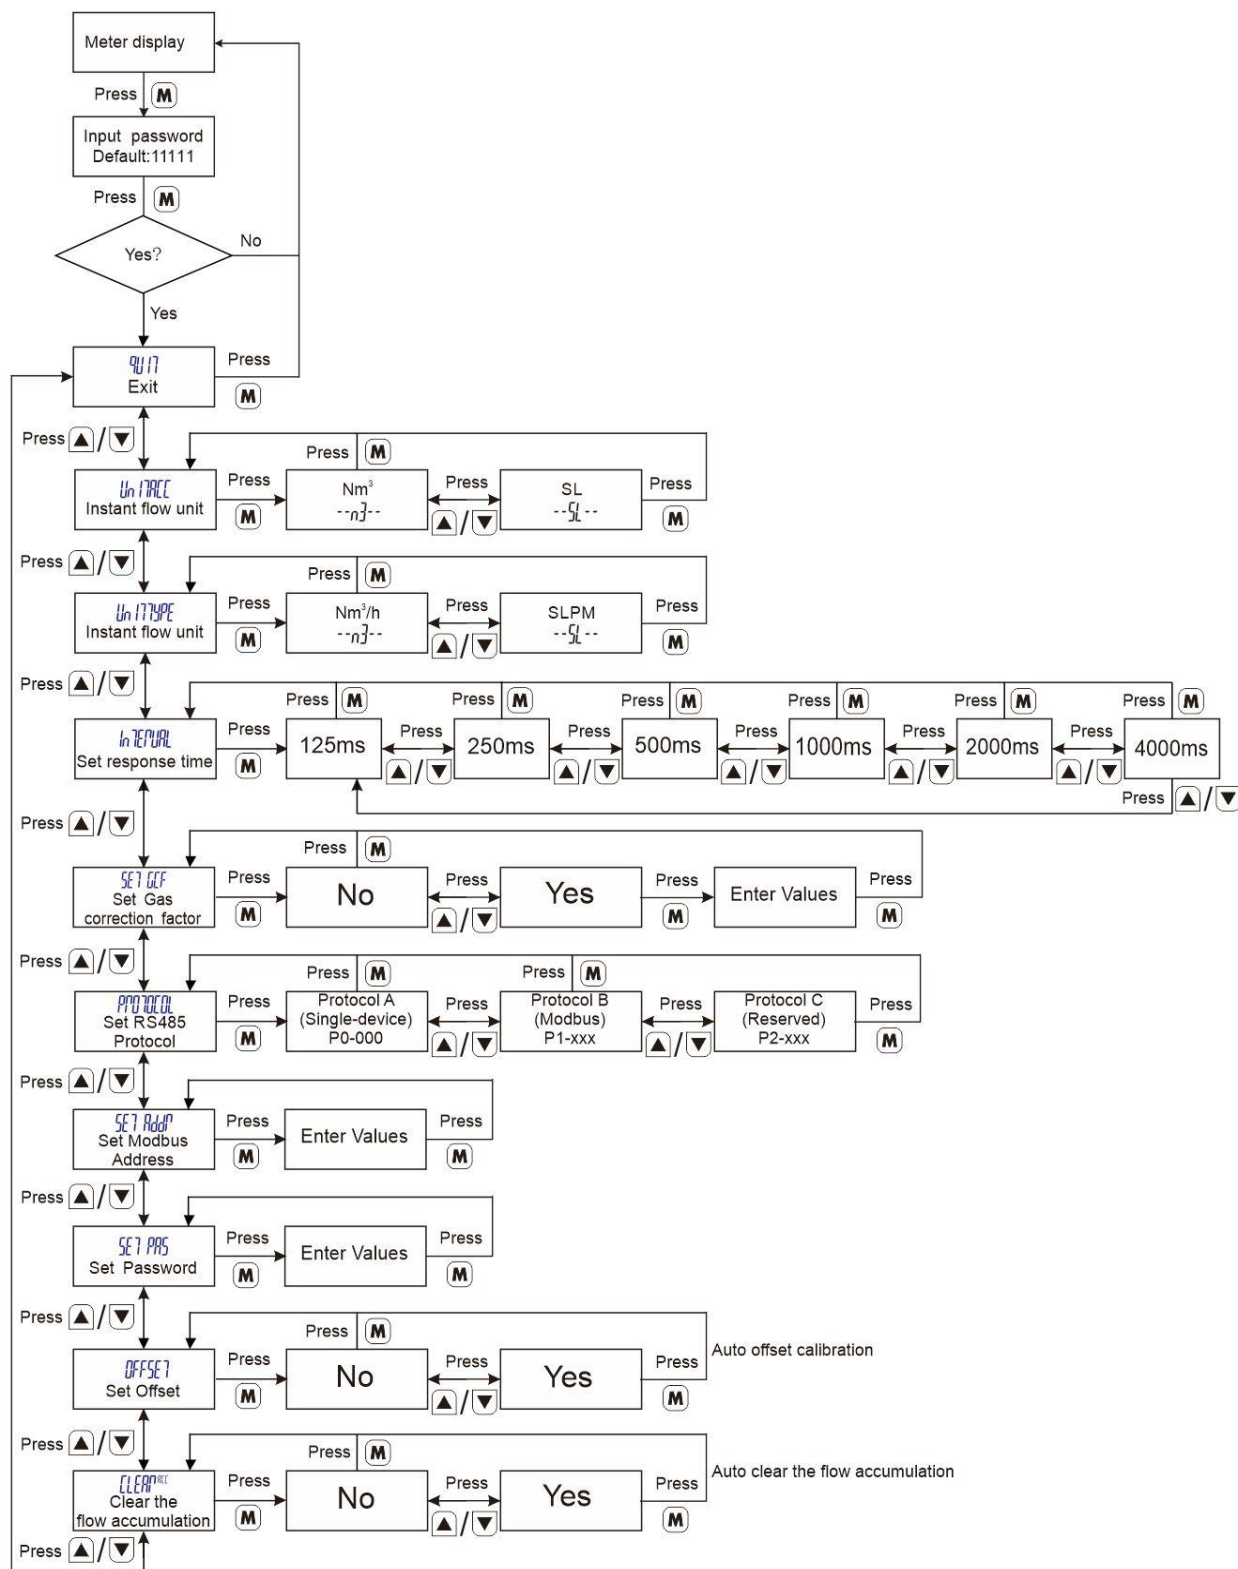 Meter display
Press M
Input password
Default:11111
Press M
Yes?
No
Yes
QUIT
Exit
Press
M
Press ▲/▼
UNITACC
Instant flow unit
Press
M
Press M
Nm³
--n3--
Press
▲/▼
SL
--SL--
Press
M
Press ▲/▼
UNITTYPE
Instant flow unit
Press
M
Press M
Nm³/h
--n3--
Press
▲/▼
SLPM
--SL--
Press
M
Press ▲/▼
INTERVAL
Set response time
Press
M
Press M
125ms
Press
▲/▼
Press M
250ms
Press
▲/▼
Press M
500ms
Press
▲/▼
Press M
1000ms
Press
▲/▼
Press M
2000ms
Press
▲/▼
Press M
4000ms
Press ▲/▼
Press ▲/▼
SET GCF
Set Gas
correction factor
Press
M
Press M
No
Press
▲/▼
Yes
Press
M
Enter Values
Press
M
Press ▲/▼
PROTOCOL
Set RS485
Protocol
Press
M
Press M
Protocol A
(Single-device)
P0-000
Press
▲/▼
Press M
Protocol B
(Modbus)
P1-xxx
Press
▲/▼
Protocol C
(Reserved)
P2-xxx
Press
M
Press ▲/▼
SET Addr
Set Modbus
Address
Press
M
Enter Values
Press
M
Press ▲/▼
SET PAS
Set Password
Press
M
Enter Values
Press
M
Press ▲/▼
OFFSET
Set Offset
Press
M
Press M
No
Press
▲/▼
Yes
Press
M
Auto offset calibration
Press ▲/▼
CLEAR ACC
Clear the
flow accumulation
Press
M
Press M
No
Press
▲/▼
Yes
Press
M
Auto clear the flow accumulation
Press ▲/▼